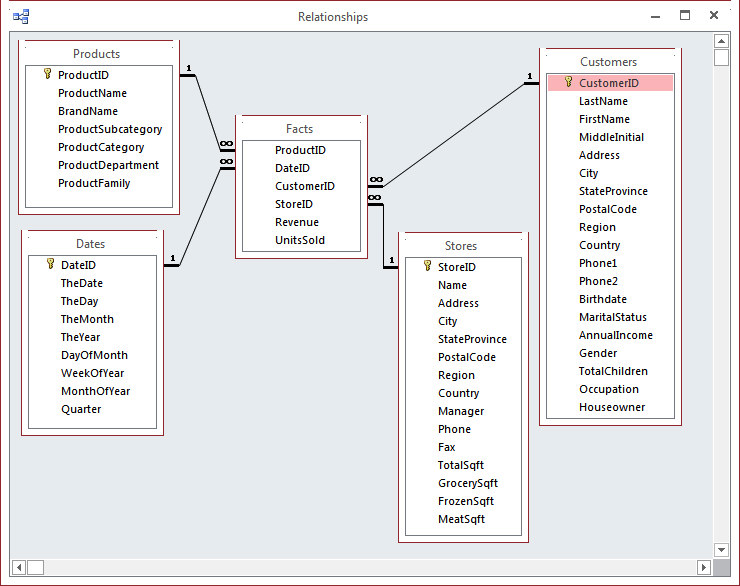 Relationships
Products
ProductID
ProductName
BrandName
ProductSubcategory
ProductCategory
ProductDepartment
ProductFamily
1
∞
Dates
DateID
TheDate
TheDay
TheMonth
TheYear
DayOfMonth
WeekOfYear
MonthOfYear
Quarter
1
∞
Facts
ProductID
DateID
CustomerID
StoreID
Revenue
UnitsSold
∞
∞
1
Stores
StoreID
Name
Address
City
StateProvince
PostalCode
Region
Country
Manager
Phone
Fax
TotalSqft
GrocerySqft
FrozenSqft
MeatSqft
1
Customers
CustomerID
LastName
FirstName
MiddleInitial
Address
City
StateProvince
PostalCode
Region
Country
Phone1
Phone2
Birthdate
MaritalStatus
AnnualIncome
Gender
TotalChildren
Occupation
Houseowner